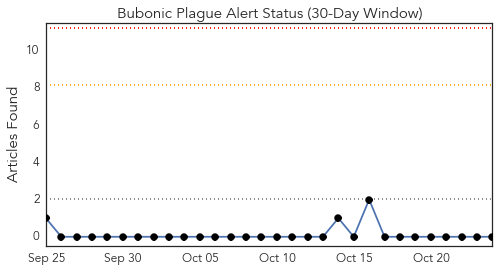 Bubonic Plague Alert Status (30-Day Window)
Articles Found
10
8
6
4
2
0
Sep 25 Sep 30 Oct 05 Oct 10 Oct 15 Oct 20